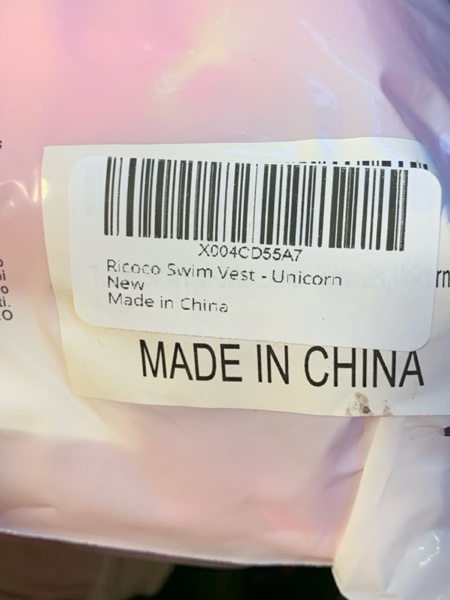 X004CD55A7
Ricoco Swim Vest - Unicorn
New
Made in China
MADE IN CHINA